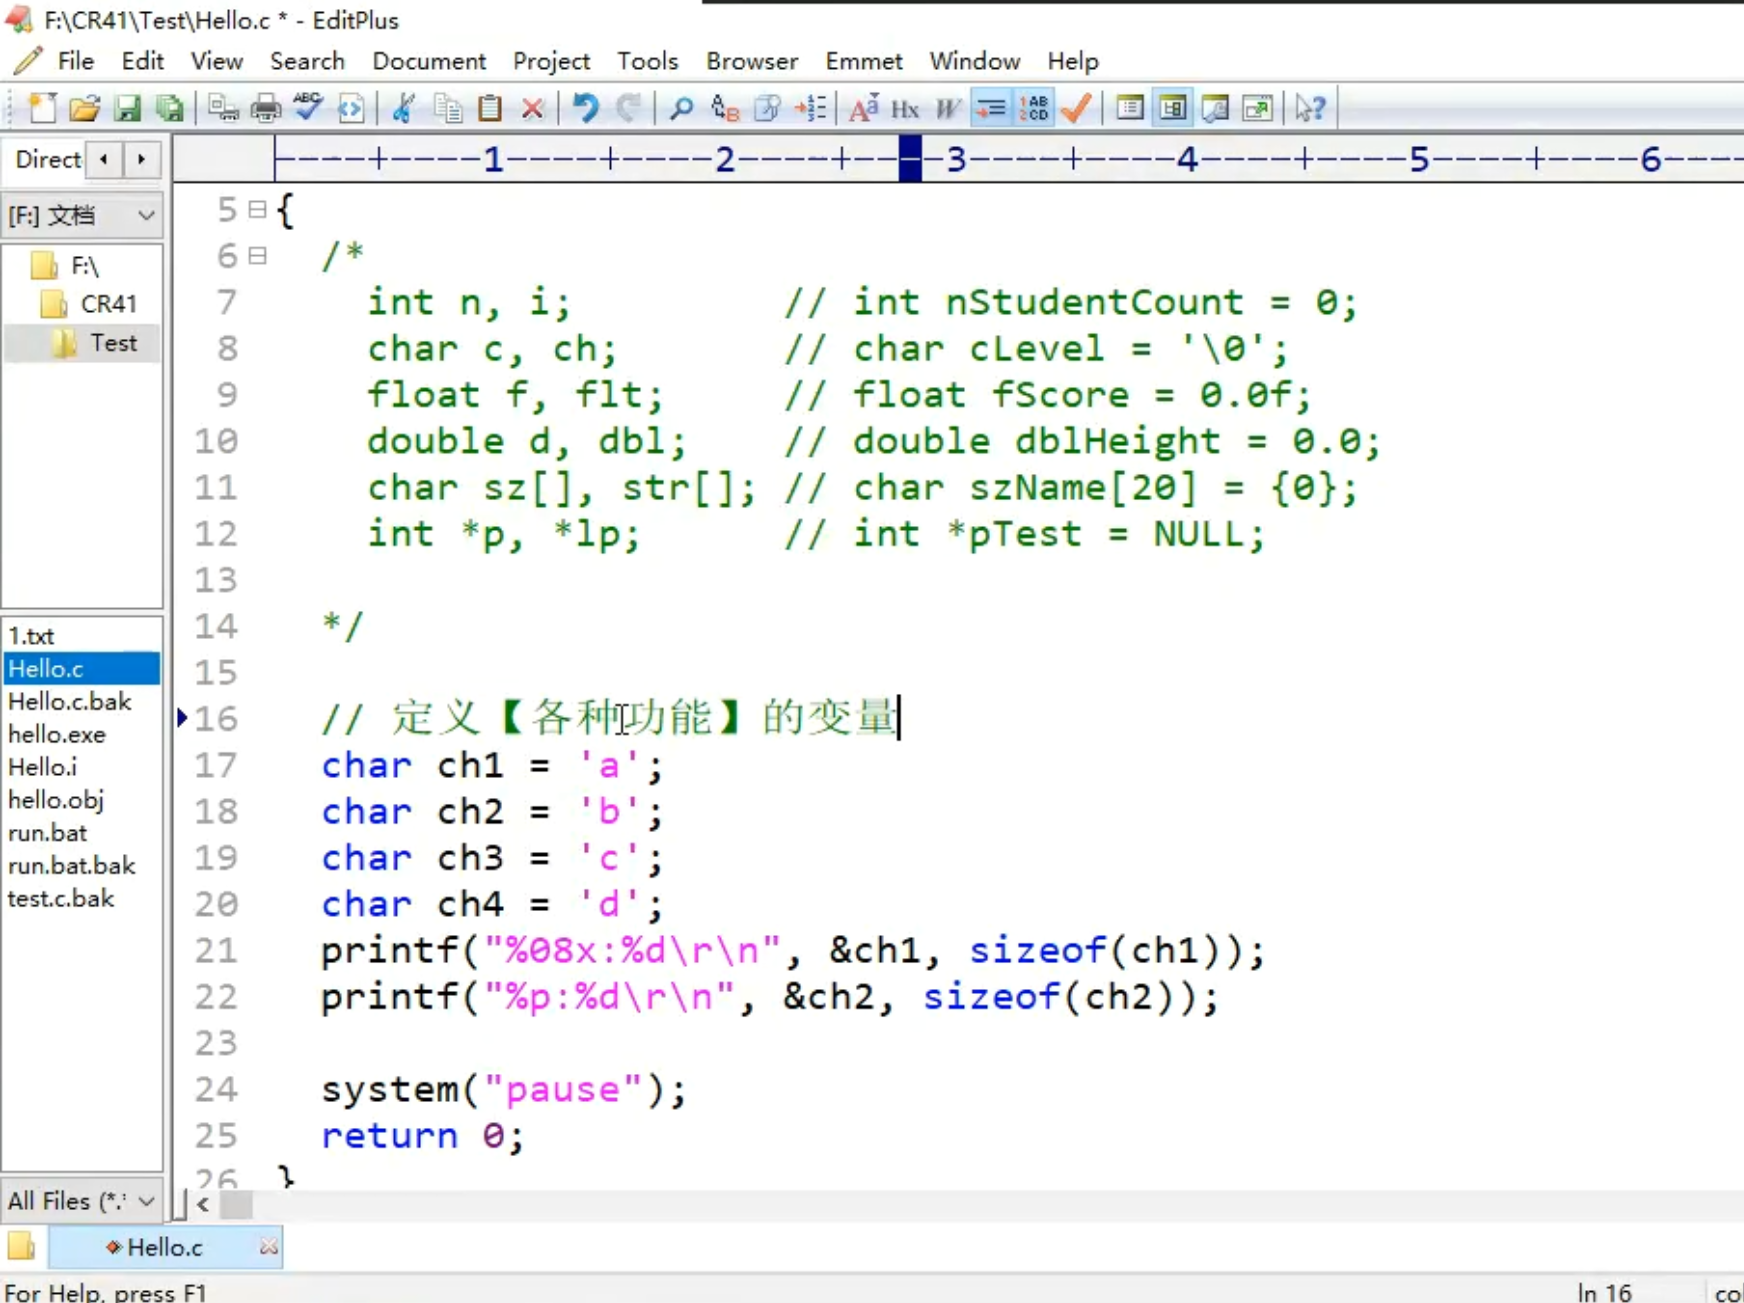 F:\CR41\Test\Hello.c * - EditPlus
File Edit View Search Document Project Tools Browser Emmet Window Help
Direct
----+----1----+----2----+----3----+----4----+----5----+----6----
[F:] 文档
F:\
CR41
Test
1.txt
Hello.c
Hello.c.bak
hello.exe
Hello.i
hello.obj
run.bat
run.bat.bak
test.c.bak
All Files (*.*
5 {
6 /*
7 int n, i; // int nStudentCount = 0;
8 char c, ch; // char cLevel = '\0';
9 float f, flt; // float fScore = 0.0f;
10 double d, dbl; // double dblHeight = 0.0;
11 char sz[], str[]; // char szName[20] = {0};
12 int *p, *lp; // int *pTest = NULL;
13
14 */
15
16 // 定义【各种功能】的变量
17 char ch1 = 'a';
18 char ch2 = 'b';
19 char ch3 = 'c';
20 char ch4 = 'd';
21 printf("%08x:%d\r\n", &ch1, sizeof(ch1));
22 printf("%p:%d\r\n", &ch2, sizeof(ch2));
23
24 system("pause");
25 return 0;
26 }
Hello.c
For Help, press F1
ln 16